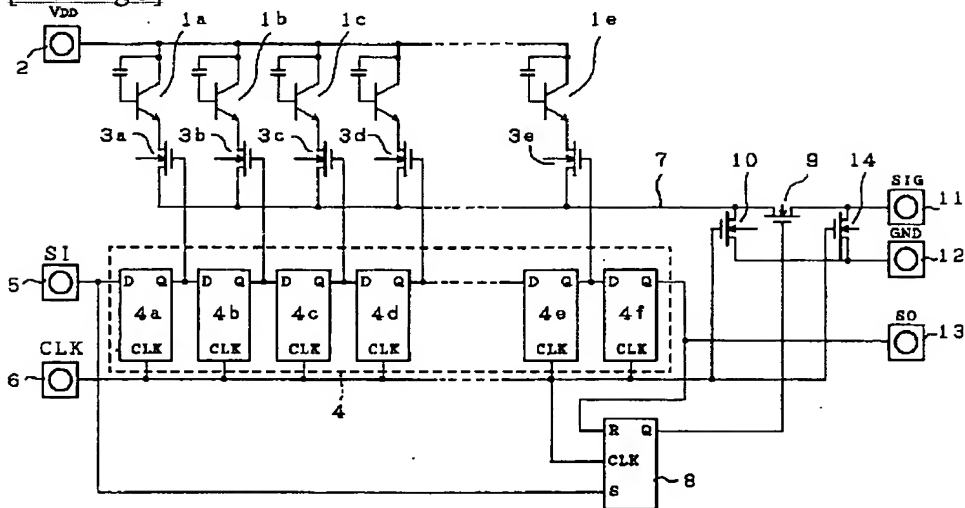 VDD
1a 1b 1c 1e
2
3a 3b 3c 3d 3e
7 10 9 14
SIG
11
GND
12
SI
5
D Q D Q D Q D Q D Q D Q
4a 4b 4c 4d 4e 4f
CLK CLK CLK CLK CLK CLK
SO
13
CLK
6
4
R Q
CLK
8
S